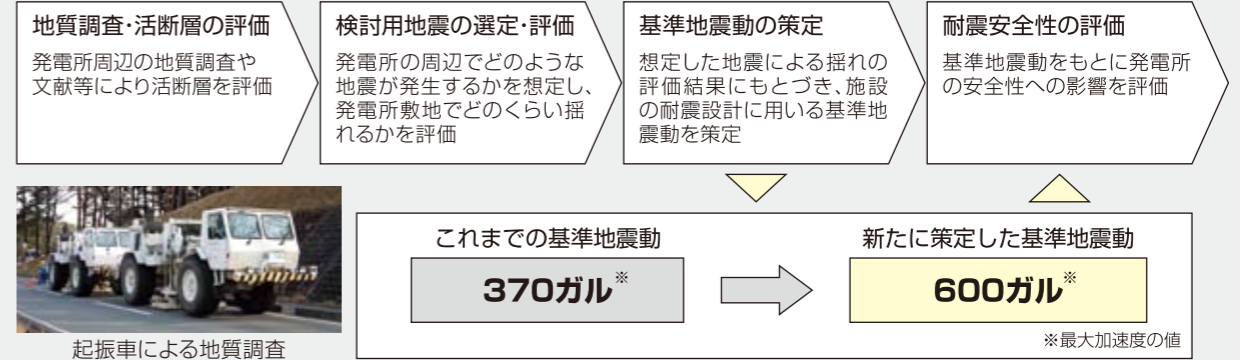 地質調査・活断層の評価
発電所周辺の地質調査や
文献等により活断層を評価
検討用地震の選定・評価
発電所の周辺でどのような
地震が発生するかを想定し、
発電所敷地でどのくらい揺
れるかを評価
基準地震動の策定
想定した地震による揺れの
評価結果にもとづき、施設
の耐震設計に用いる基準地
震動を策定
耐震安全性の評価
基準地震動をもとに発電所
の安全性への影響を評価
起振車による地質調査
これまでの基準地震動
370ガル※
新たに策定した基準地震動
600ガル※
※最大加速度の値